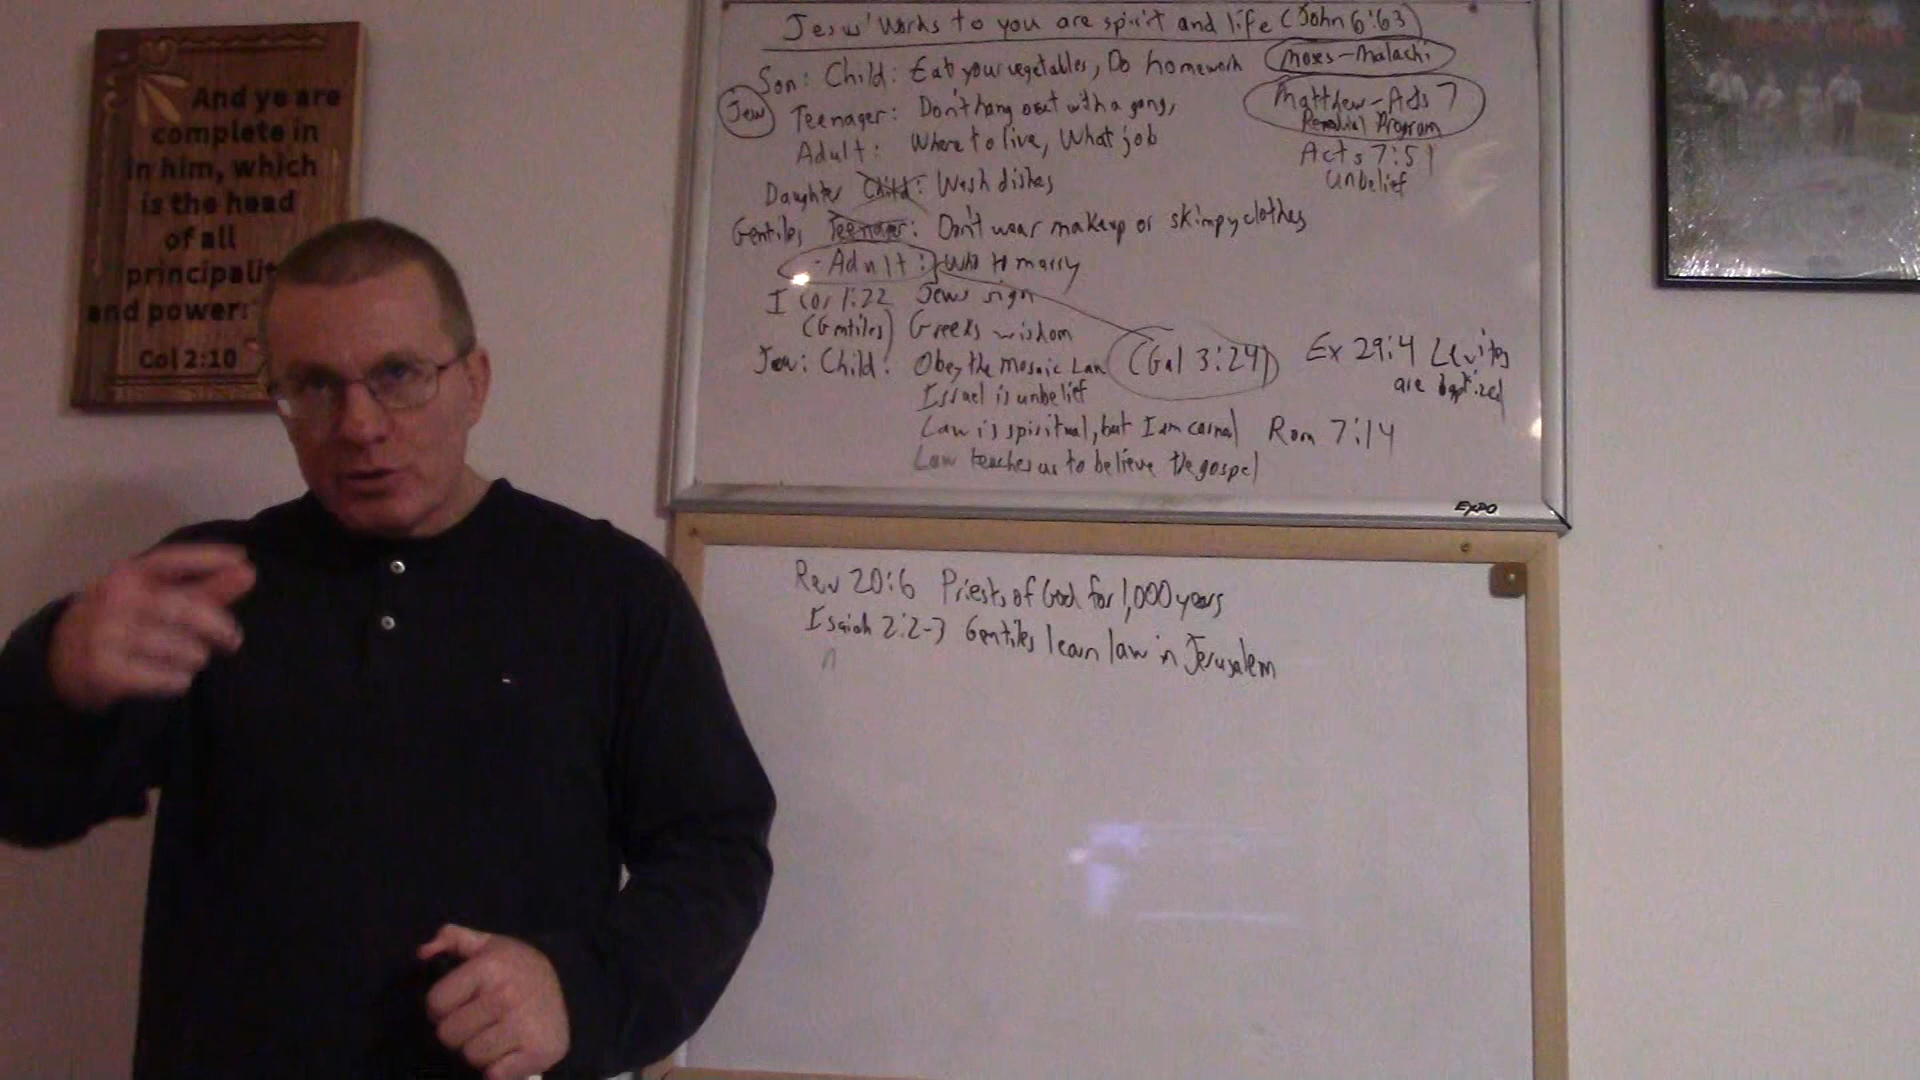 And ye are
complete in
in him, which
is the head
of all
principalit
and power:
Col 2:10
Jesus' words to you are spirit and life (John 6:63)
Son: Child: Eat your vegetables, Do homework
Moses-Malachi
Jew
Teenager: Don't hang out with a gang,
Matthew-Acts 7
Remedial Program
Adult: Where to live, What job
Acts 7:51
unbelief
Daughter Child: Wash dishes
Gentiles Teenager: Don't wear makeup or skimpy clothes
Adult: Who to marry
I Cor 1:22 Jews sign
(Gentiles) Greeks wisdom
Jew: Child: Obey the Mosaic Law (Gal 3:24) Ex 29:4 Levites
are baptized
Israel is unbelief
Law is spiritual, but I am carnal Rom 7:14
Law teaches us to believe the gospel
EXPO
Rev 20:6 Priests of God for 1,000 years
Isaiah 2:2-3 Gentiles learn law in Jerusalem